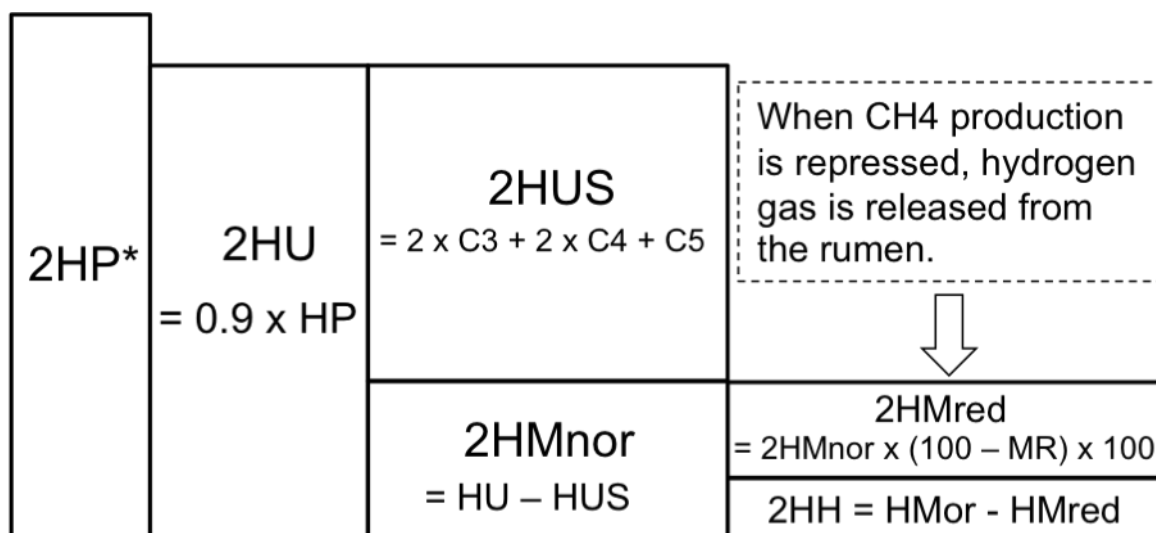 2HP*
2HU
= 0.9 x HP
2HUS
= 2 x C3 + 2 x C4 + C5
When CH4 production
is repressed, hydrogen
gas is released from
the rumen.
2HMnor
= HU – HUS
2HMred
= 2HMnor x (100 – MR) x 100
2HH = HMor - HMred